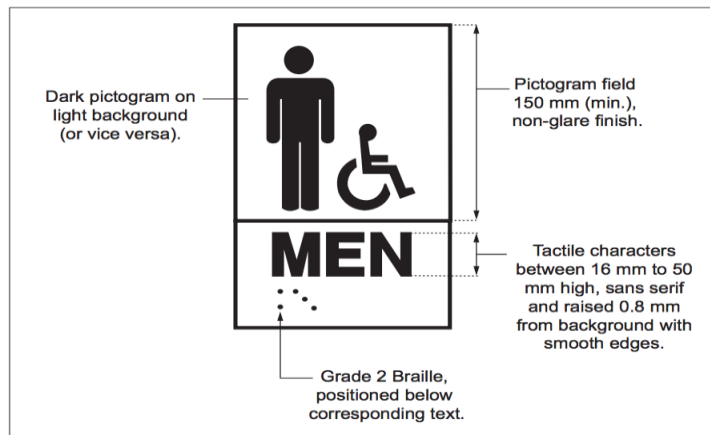 Dark pictogram on
light background
(or vice versa).
Pictogram field
150 mm (min.),
non-glare finish.
MEN
Tactile characters
between 16 mm to 50
mm high, sans serif
and raised 0.8 mm
from background with
smooth edges.
Grade 2 Braille,
positioned below
corresponding text.